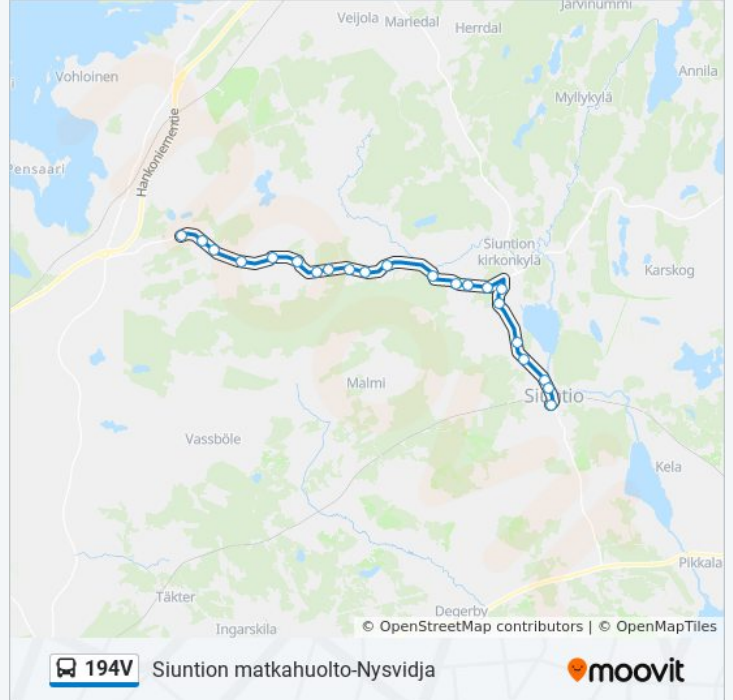 Järvinummi
Veijola
Mariedal
Herrdal
Vohloinen
Annila
Myllykylä
Hankoniementie
Siuntion
kirkonkylä
Karskog
Malmi
Siuntio
Vassböle
Kela
Pikkala
Täkter
Degerby
Ingarskila
© OpenStreetMap contributors | © OpenMapTiles
194V Siuntion matkahuolto-Nysvidja
moovit